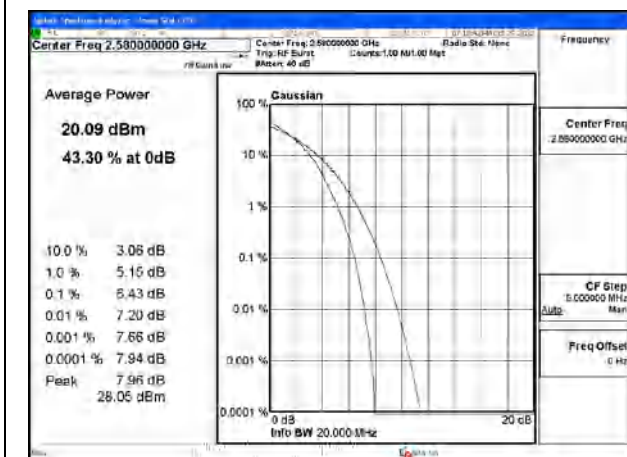 Center Freq 2.580000000 GHz
Center Freq: 2.580000000 GHz
Radio Std: None
Trig: RF Burst
Counts:1.00 M/1.00 Mpt
#Atten: 40 dB
Frequency
Average Power
20.09 dBm
43.30 % at 0dB
10.0 % 3.06 dB
1.0 % 5.15 dB
0.1 % 6.43 dB
0.01 % 7.20 dB
0.001 % 7.66 dB
0.0001 % 7.94 dB
Peak 7.96 dB
28.05 dBm
Gaussian
100 %
10 %
1 %
0.1 %
0.01 %
0.001 %
0.0001 %
0 dB
20 dB
Info BW 20.000 MHz
Center Freq
2.580000000 GHz
CF Step
5.000000 MHz
Auto Man
Freq Offset
0 Hz